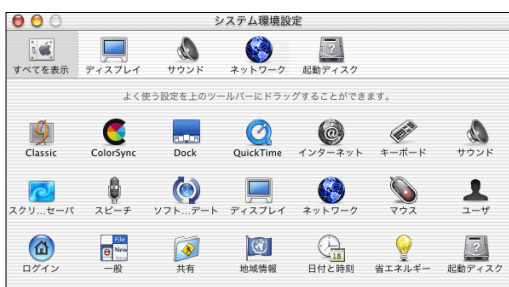 システム環境設定
すべてを表示 ディスプレイ サウンド ネットワーク 起動ディスク
よく使う設定を上のツールバーにドラッグすることができます。
Classic ColorSync Dock QuickTime インターネット キーボード サウンド
スクリ...セーバ スピーチ ソフト...デート ディスプレイ ネットワーク マウス ユーザ
File
New
18
ログイン 一般 共有 地域情報 日付と時刻 省エネルギー 起動ディスク